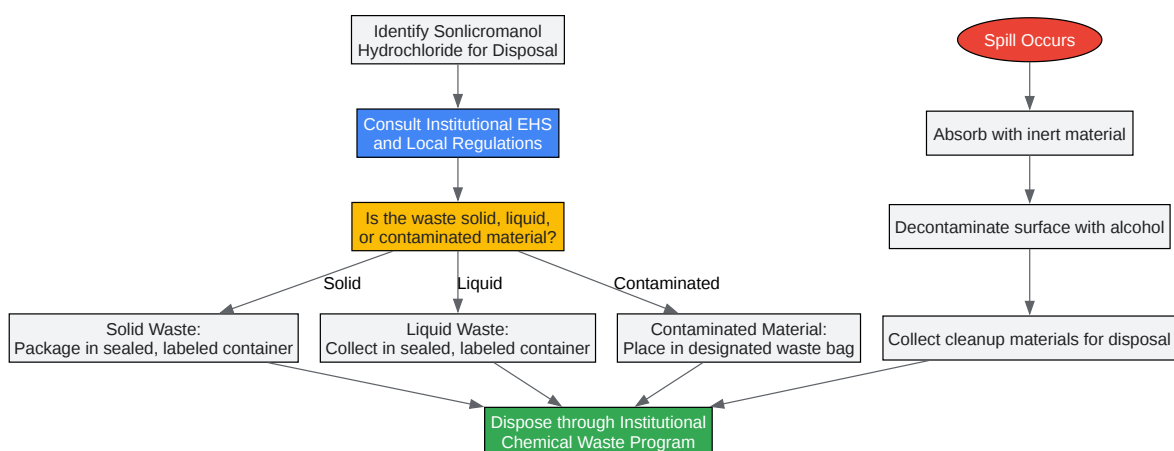 Identify Sonlicromanol
Hydrochloride for Disposal
Spill Occurs
Consult Institutional EHS
and Local Regulations
Absorb with inert material
Is the waste solid, liquid,
or contaminated material?
Decontaminate surface with alcohol
Solid
Liquid
Contaminated
Solid Waste:
Package in sealed, labeled container
Liquid Waste:
Collect in sealed, labeled container
Contaminated Material:
Place in designated waste bag
Collect cleanup materials for disposal
Dispose through Institutional
Chemical Waste Program